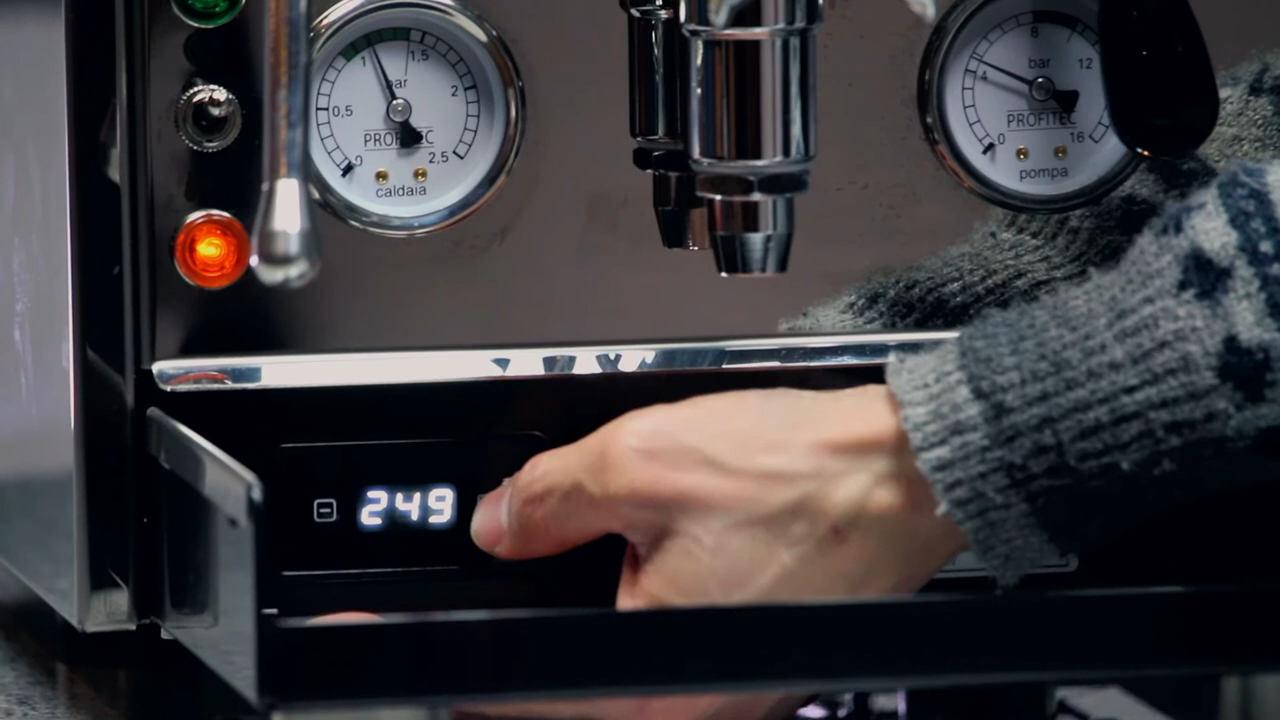 0 0,5 1 1,5 2 2,5
bar
PROFITEC
caldaia
0 4 8 12 16
bar
PROFITEC
pompa
249